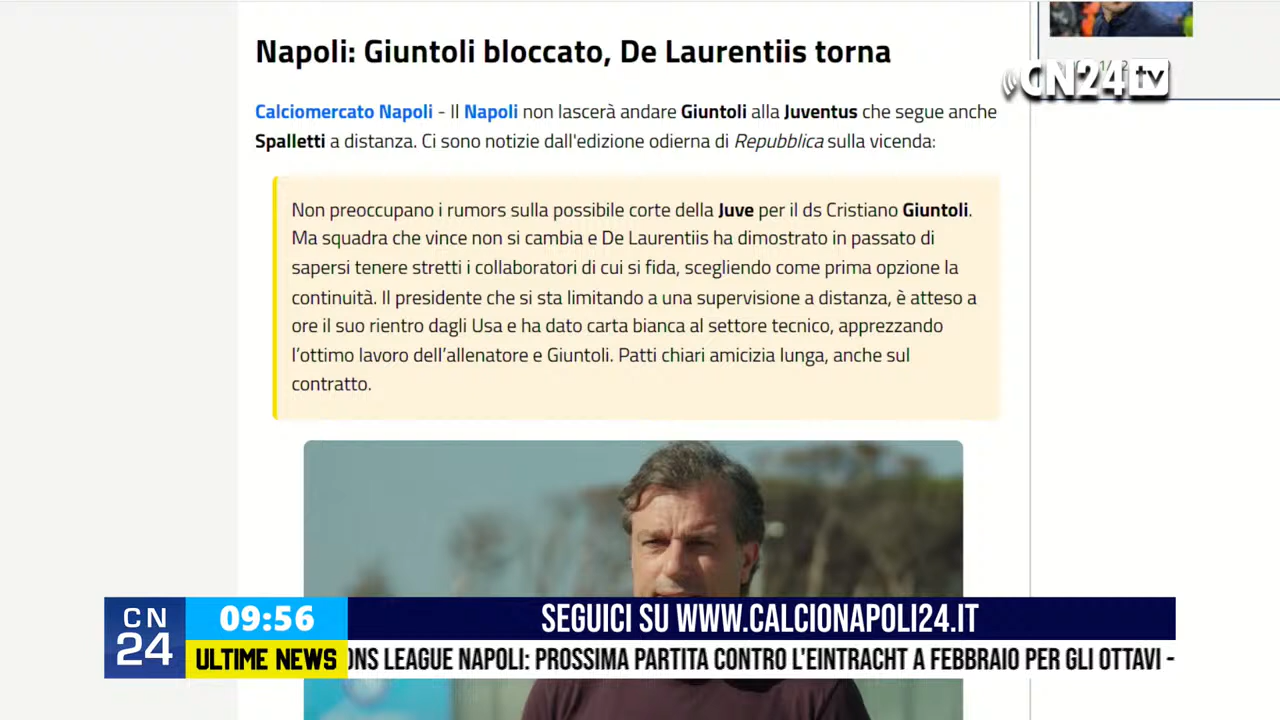 Napoli: Giuntoli bloccato, De Laurentiis torna
CN24 tv
Calciomercato Napoli - Il Napoli non lascerà andare Giuntoli alla Juventus che segue anche
Spalletti a distanza. Ci sono notizie dall'edizione odierna di Repubblica sulla vicenda:
Non preoccupano i rumors sulla possibile corte della Juve per il ds Cristiano Giuntoli.
Ma squadra che vince non si cambia e De Laurentiis ha dimostrato in passato di
sapersi tenere stretti i collaboratori di cui si fida, scegliendo come prima opzione la
continuità. Il presidente che si sta limitando a una supervisione a distanza, è atteso a
ore il suo rientro dagli Usa e ha dato carta bianca al settore tecnico, apprezzando
l’ottimo lavoro dell’allenatore e Giuntoli. Patti chiari amicizia lunga, anche sul
contratto.
CN
24
09:56
SEGUICI SU WWW.CALCIONAPOLI24.IT
ULTIME NEWS
ONS LEAGUE NAPOLI: PROSSIMA PARTITA CONTRO L'EINTRACHT A FEBBRAIO PER GLI OTTAVI -